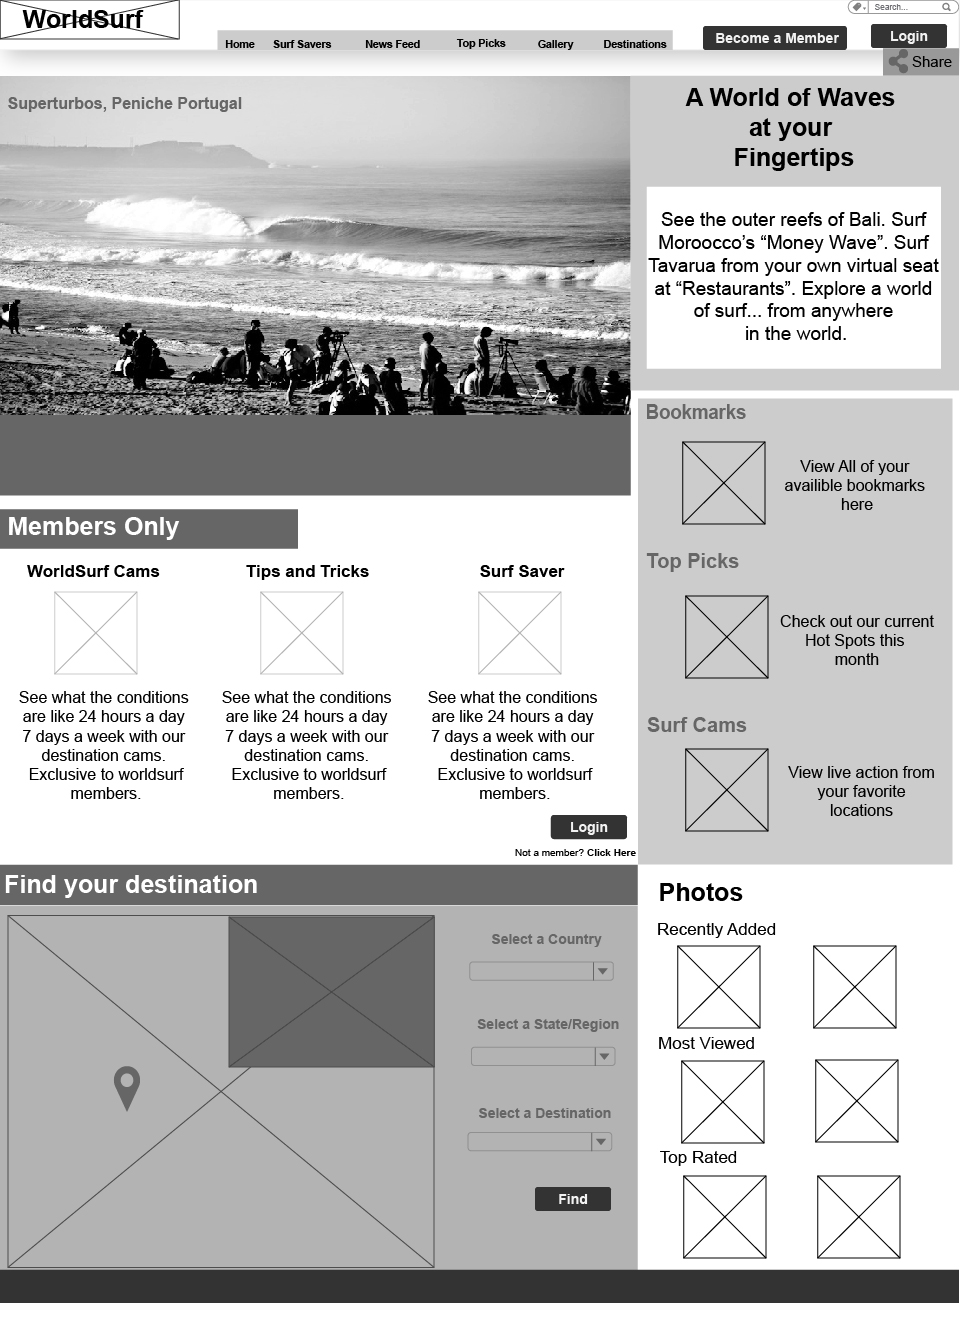 WorldSurf
Search...
Home
Surf Savers
News Feed
Top Picks
Gallery
Destinations
Become a Member
Login
Share
Superturbos, Peniche Portugal
A World of Waves
at your
Fingertips
See the outer reefs of Bali. Surf
Moroocco's “Money Wave”. Surf
Tavarua from your own virtual seat
at “Restaurants”. Explore a world
of surf... from anywhere
in the world.
Bookmarks
View All of your
availible bookmarks
here
Top Picks
Check out our current
Hot Spots this
month
Surf Cams
View live action from
your favorite
locations
Members Only
WorldSurf Cams
See what the conditions
are like 24 hours a day
7 days a week with our
destination cams.
Exclusive to worldsurf
members.
Tips and Tricks
See what the conditions
are like 24 hours a day
7 days a week with our
destination cams.
Exclusive to worldsurf
members.
Surf Saver
See what the conditions
are like 24 hours a day
7 days a week with our
destination cams.
Exclusive to worldsurf
members.
Login
Not a member? Click Here
Find your destination
Select a Country
Select a State/Region
Select a Destination
Find
Photos
Recently Added
Most Viewed
Top Rated